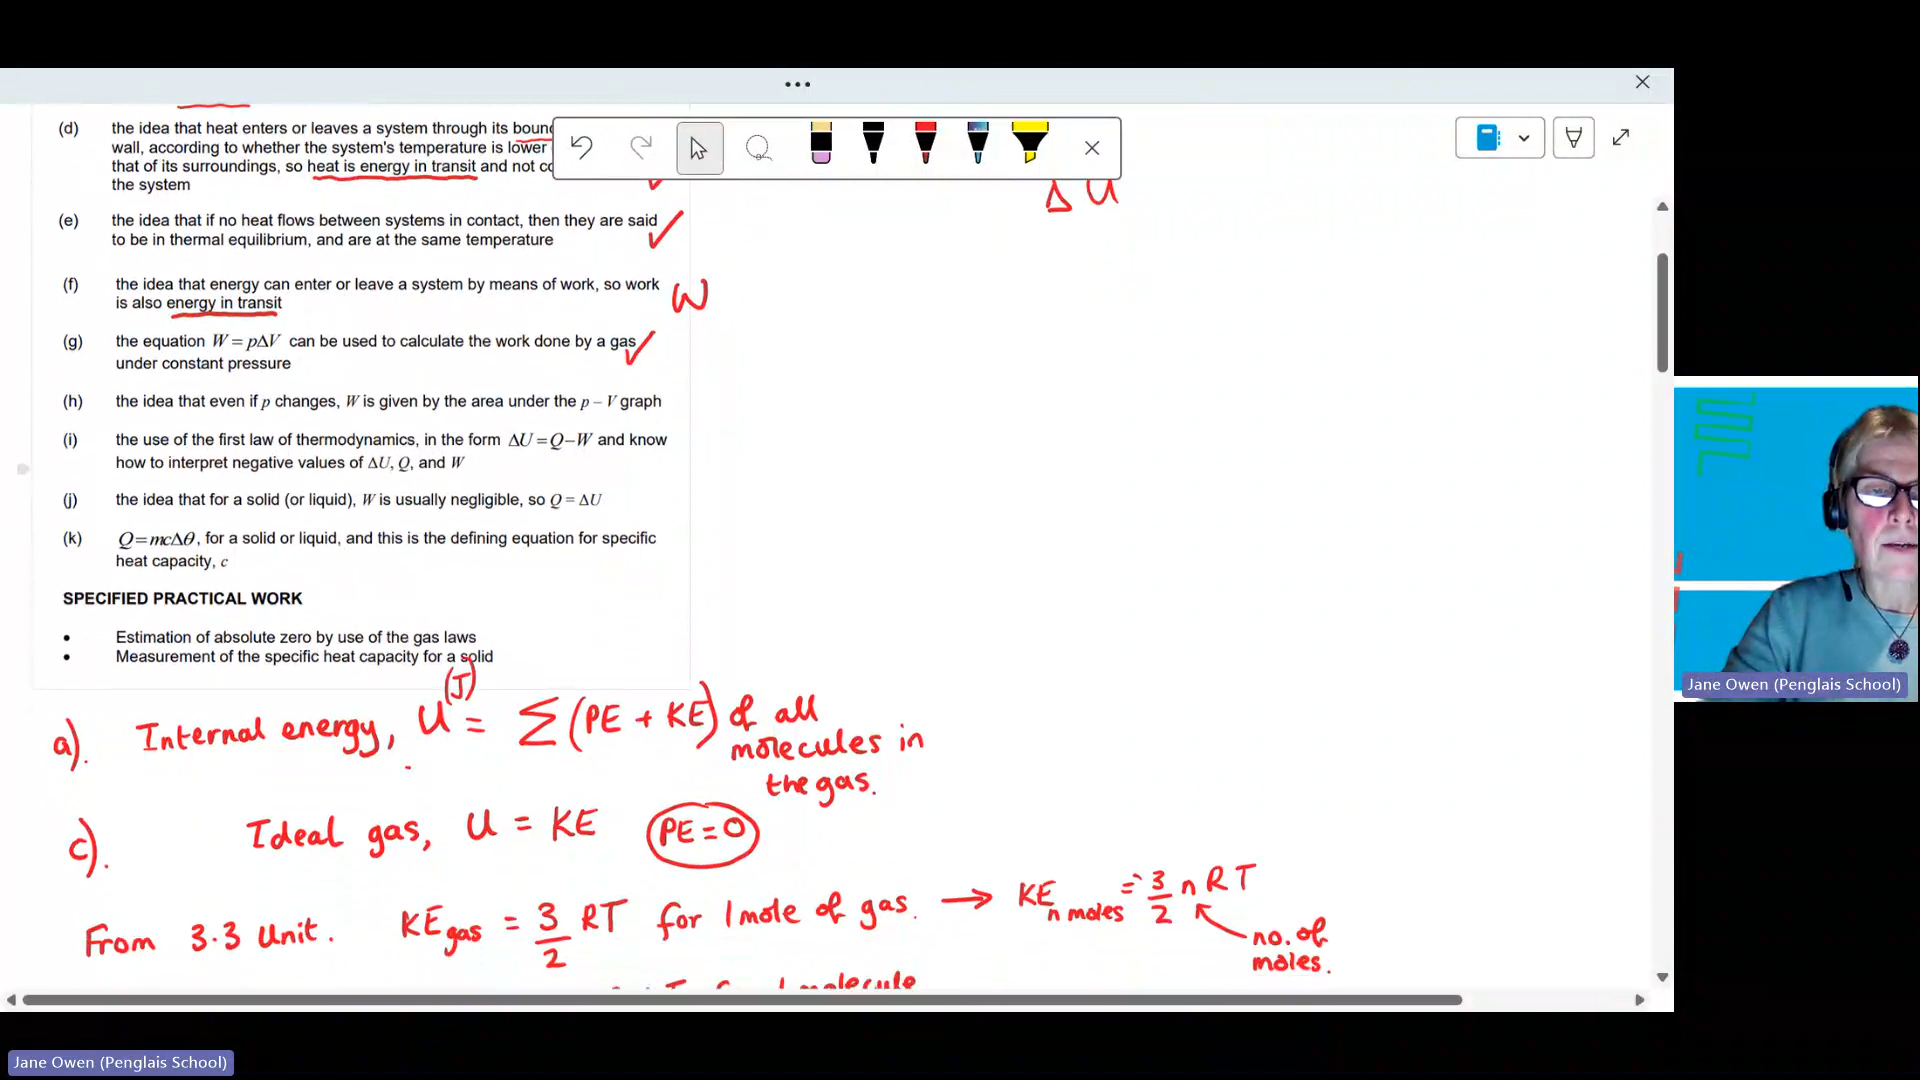 (d) the idea that heat enters or leaves a system through its
wall, according to whether the system's temperature is lower
that of its surroundings, so heat is energy in transit and not
the system
Δ U
(e) the idea that if no heat flows between systems in contact, then they are said
to be in thermal equilibrium, and are at the same temperature
(f) the idea that energy can enter or leave a system by means of work, so work
is also energy in transit
W
(g) the equation W = pΔV can be used to calculate the work done by a gas
under constant pressure
(h) the idea that even if p changes, W is given by the area under the p – V graph
(i) the use of the first law of thermodynamics, in the form ΔU = Q – W and know
how to interpret negative values of ΔU, Q, and W
(j) the idea that for a solid (or liquid), W is usually negligible, so Q = ΔU
(k) Q = mcΔθ, for a solid or liquid, and this is the defining equation for specific
heat capacity, c
SPECIFIED PRACTICAL WORK
• Estimation of absolute zero by use of the gas laws
• Measurement of the specific heat capacity for a solid
(J)
a). Internal energy, U = Σ (PE + KE) of all
molecules in
the gas.
c). Ideal gas, U = KE PE = 0
From 3.3 Unit. KE gas = 3/2 RT for 1 mole of gas. → KE n moles = 3/2 n RT
no. of
moles.
molecule
Jane Owen (Penglais School)
Jane Owen (Penglais School)